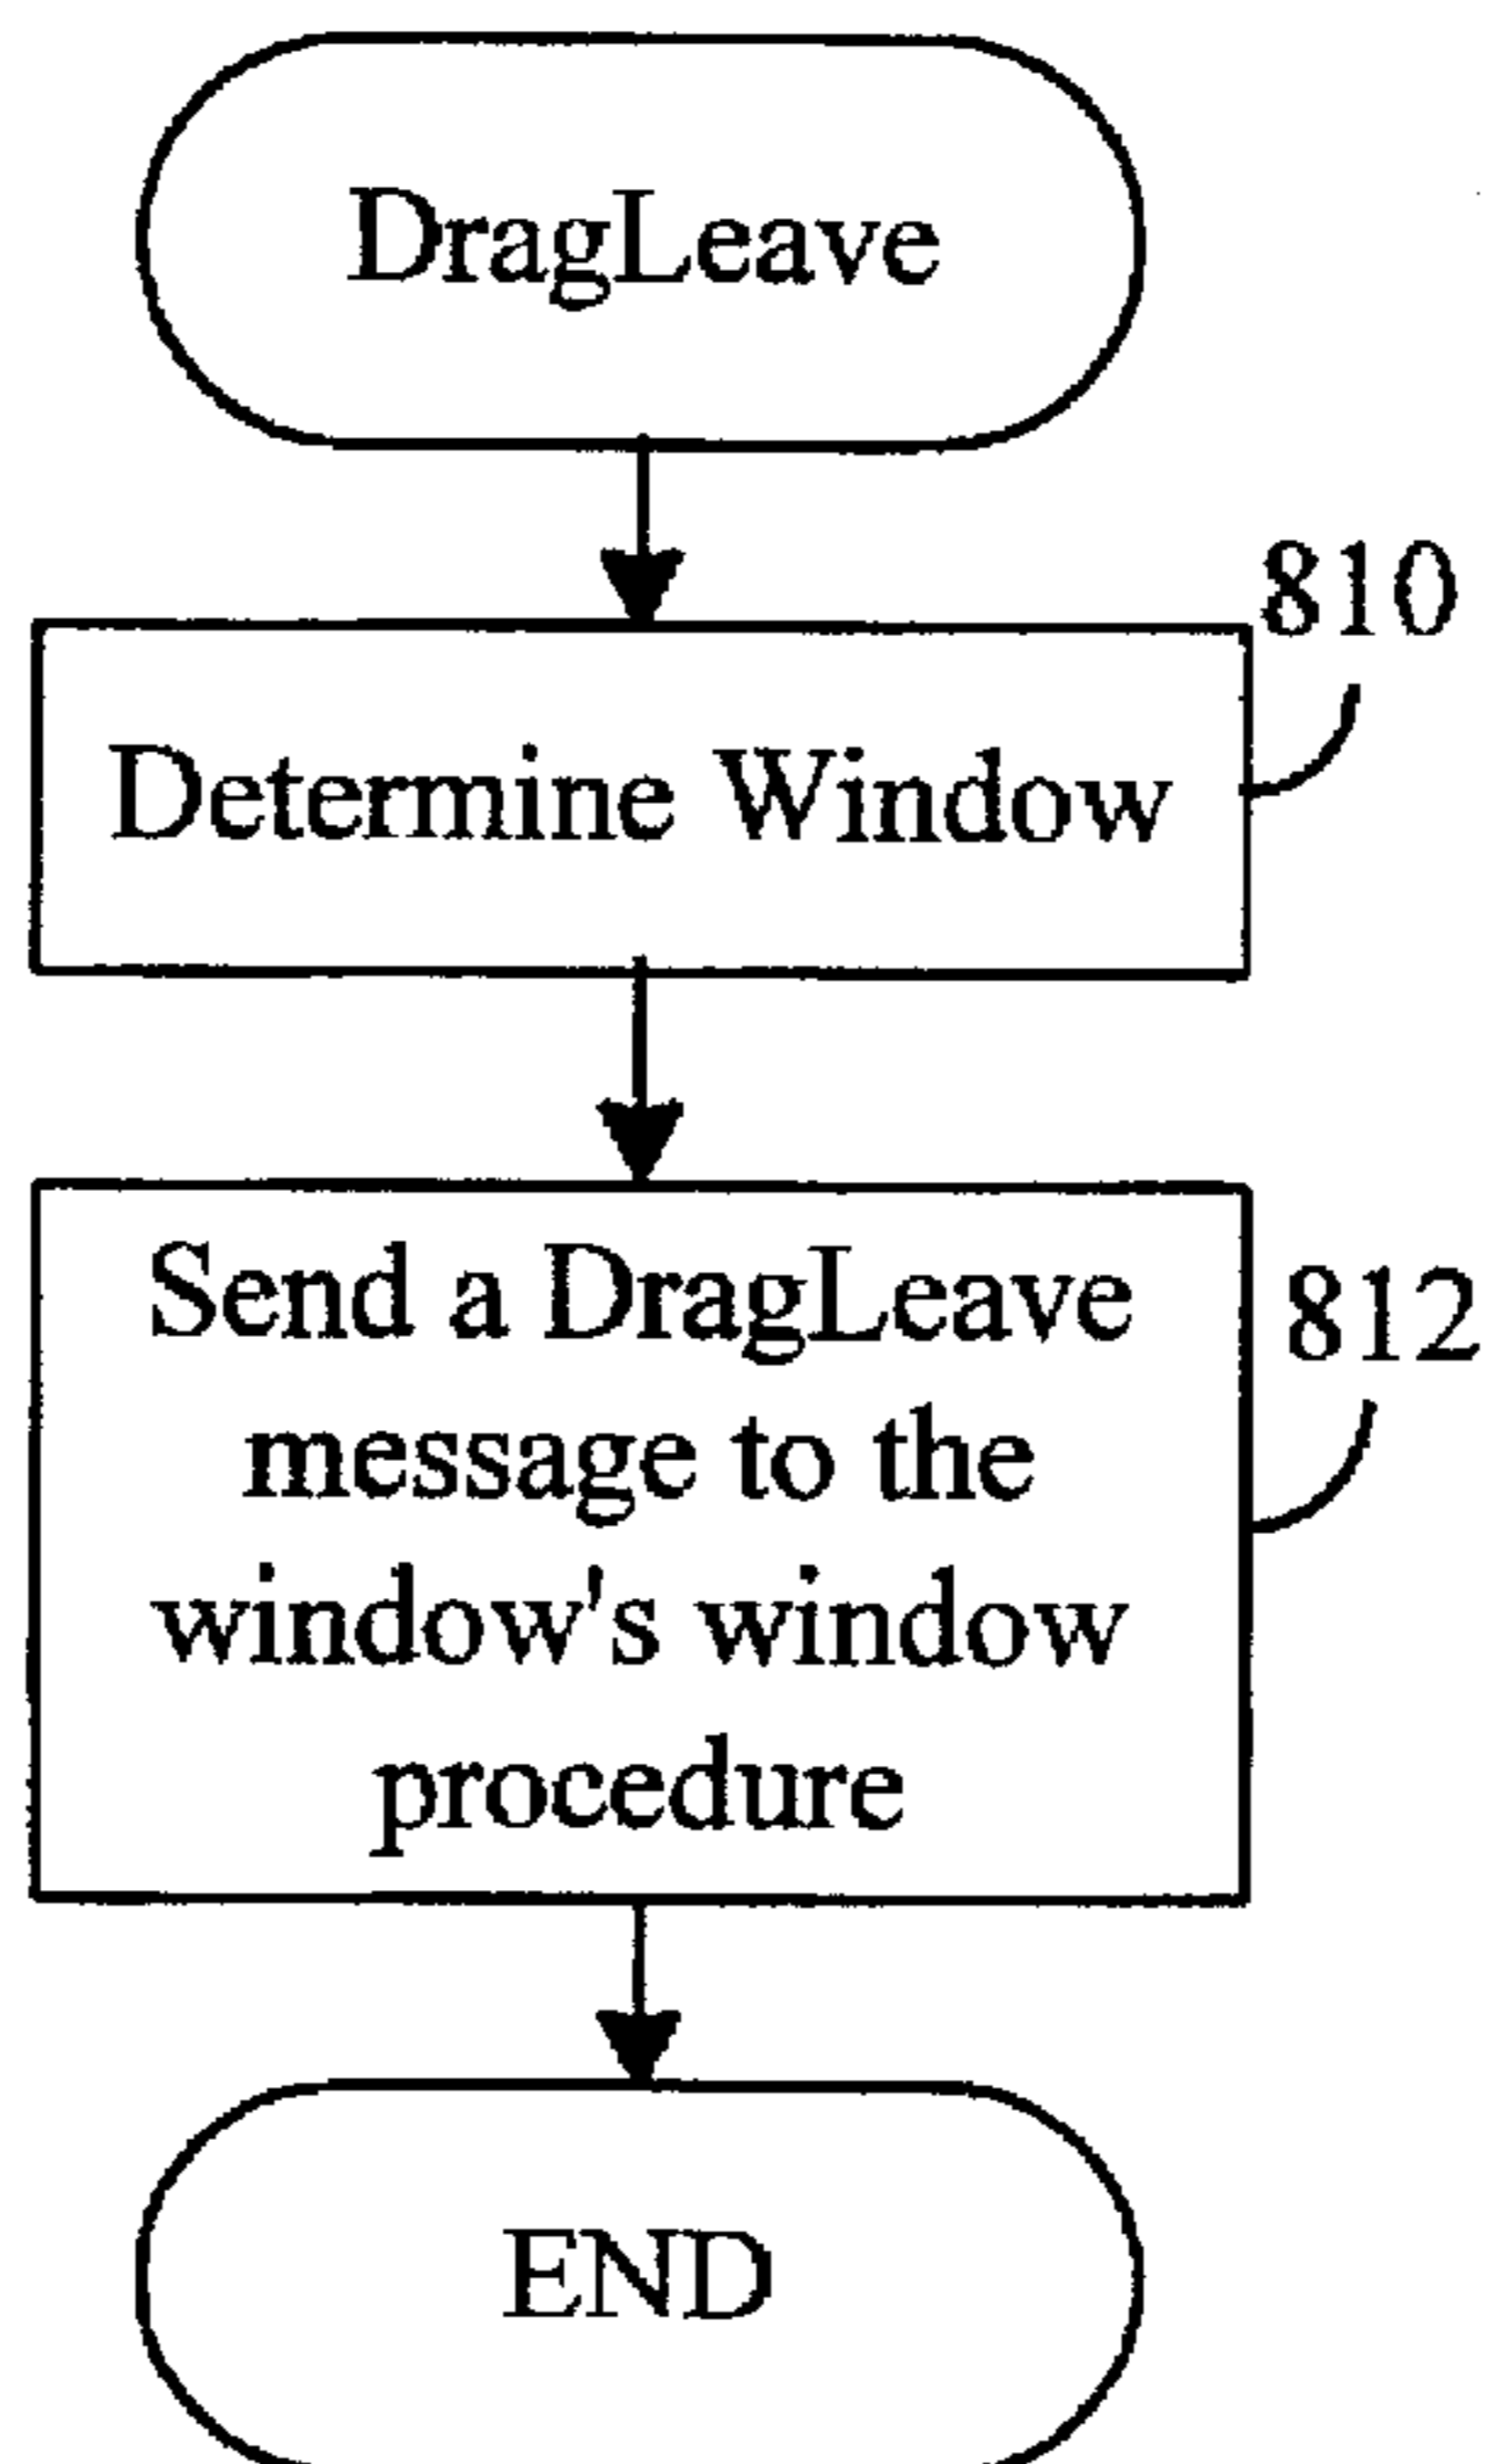 DragLeave
810
Determine Window
Send a DragLeave
812
message to the
window's window
procedure
END